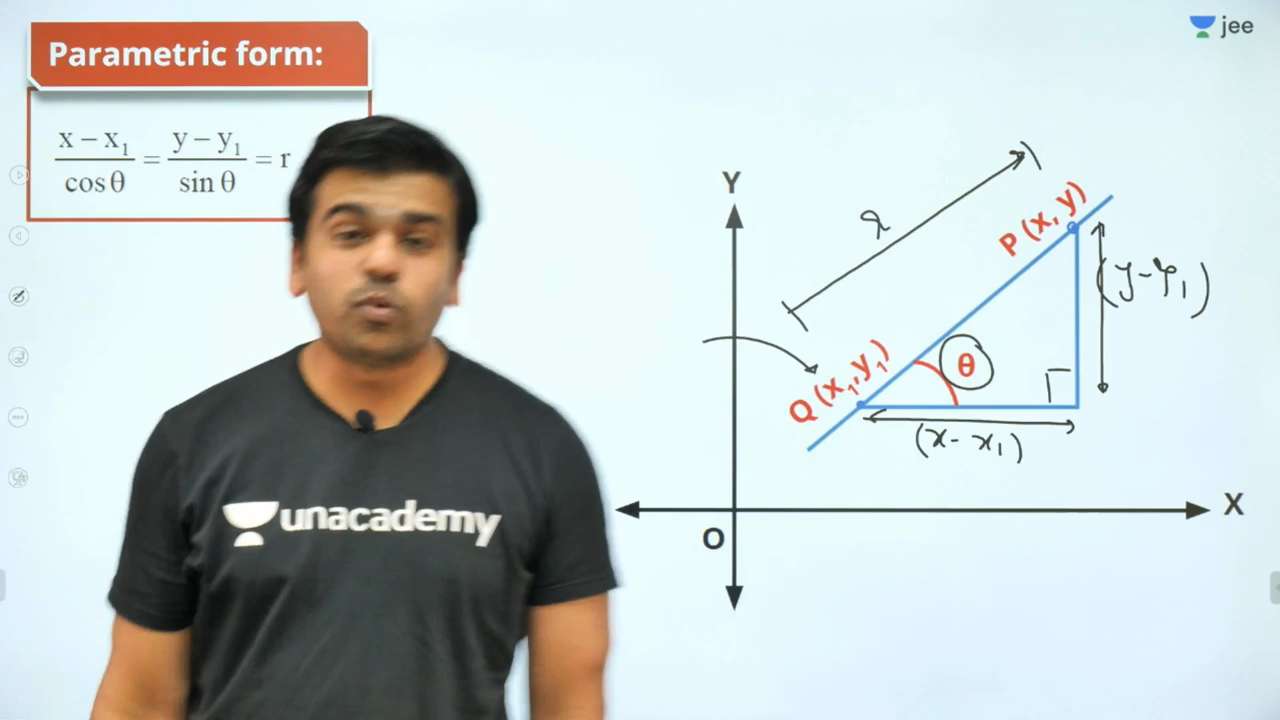 jee
Parametric form:
x – x₁ / cos θ = y – y₁ / sin θ = r
Y
r
P (x, y)
(y - y₁)
θ
Q (x₁, y₁)
(x - x₁)
X
O
unacademy